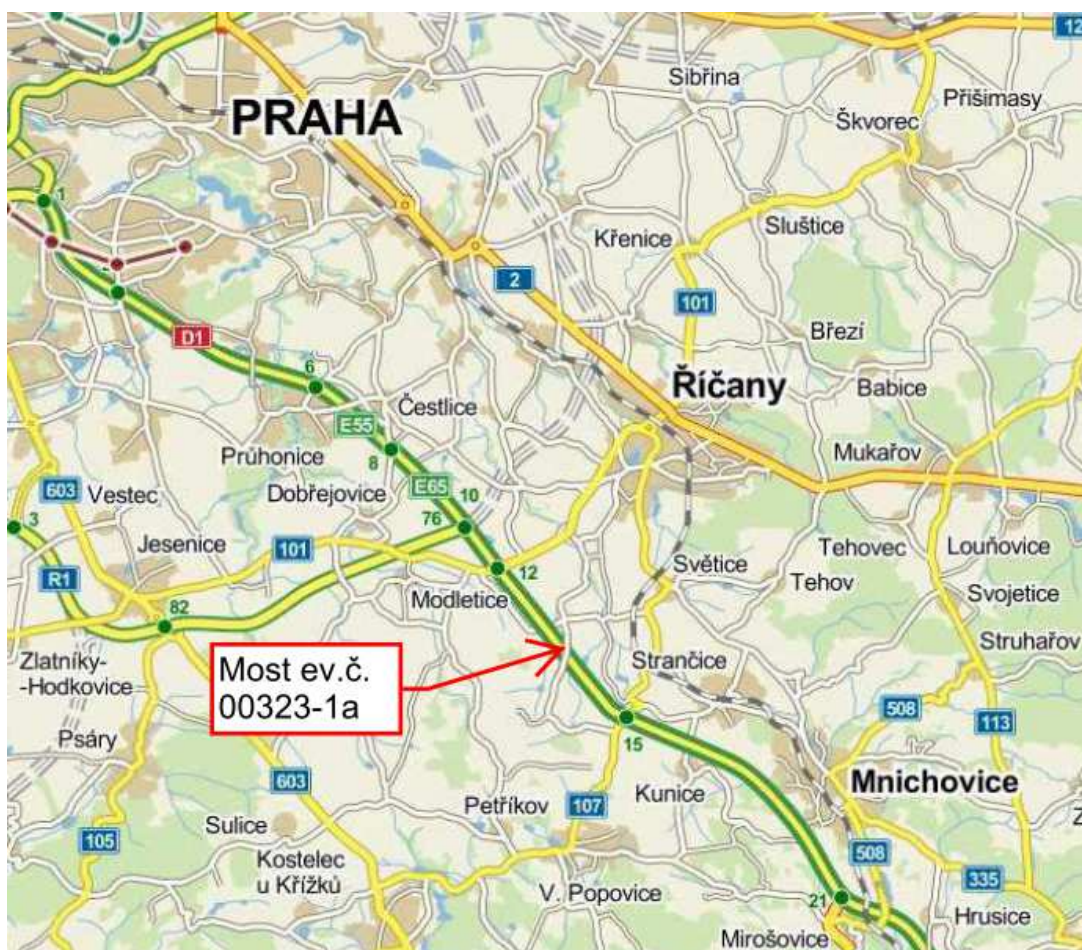 12
Sibřina
Přišimasy
PRAHA
Škvorec
1
Křenice
Sluštice
2
101
D1
Březí
6
Říčany
Babice
Čestlice
E55
Průhonice
8
Mukařov
603
Vestec
Dobřejovice
E65
10
3
76
Jesenice
101
Tehovec
Louňovice
12
Světice
R1
Tehov
Modletice
Svojetice
82
Struhařov
Zlatníky-
-Hodkovice
Most ev.č.
00323-1a
Strančice
508
113
Psáry
15
Mnichovice
603
Kunice
Petříkov
107
105
Sulice
Kostelec
u Křížků
508
335
V. Popovice
21
Hrusice
Mirošovice